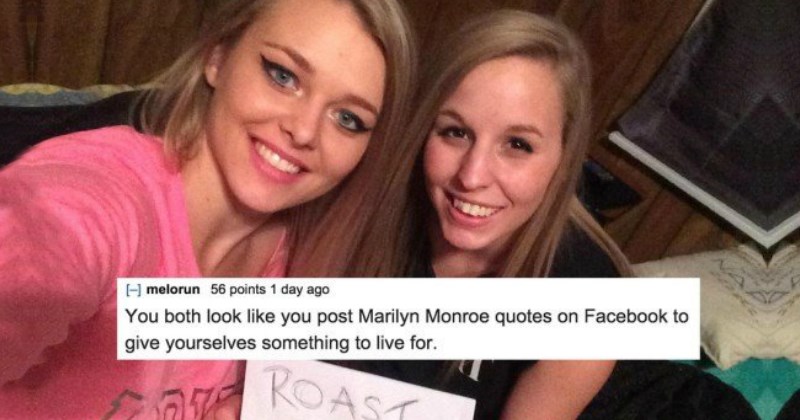 [–] melorun 56 points 1 day ago
You both look like you post Marilyn Monroe quotes on Facebook to
give yourselves something to live for.
ROAST